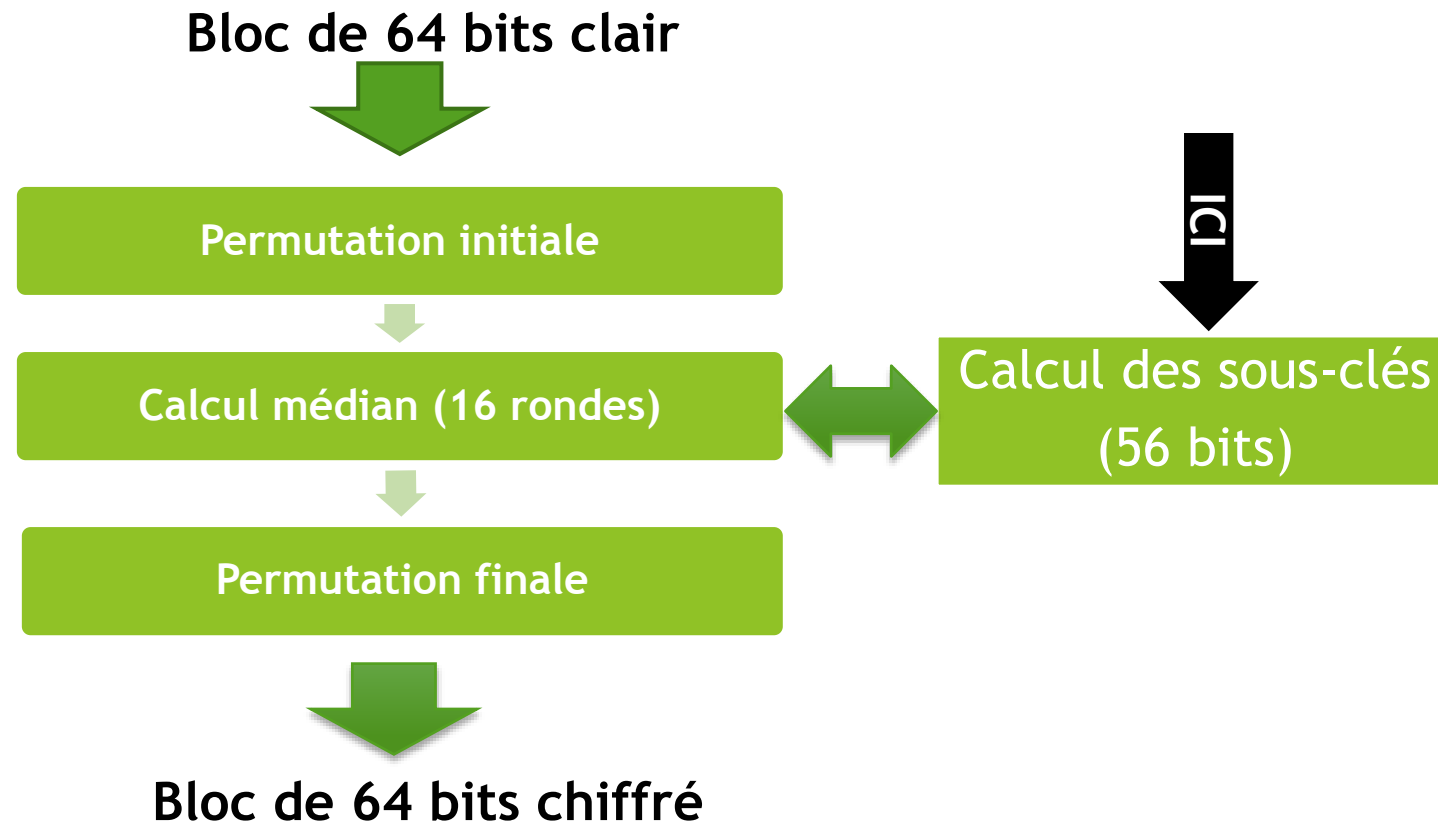 Bloc de 64 bits clair
Permutation initiale
Calcul médian (16 rondes)
Permutation finale
Bloc de 64 bits chiffré
ICI
Calcul des sous-clés
(56 bits)